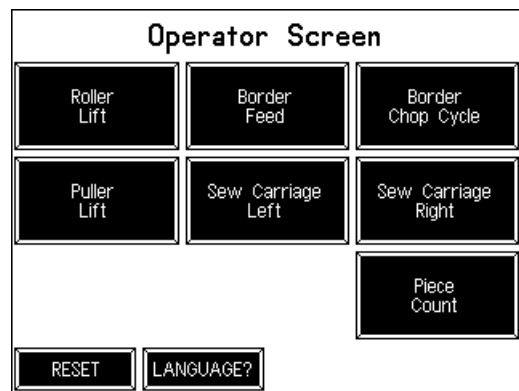 Operator Screen
Roller
Lift
Border
Feed
Border
Chop Cycle
Puller
Lift
Sew Carriage
Left
Sew Carriage
Right
Piece
Count
RESET
LANGUAGE?